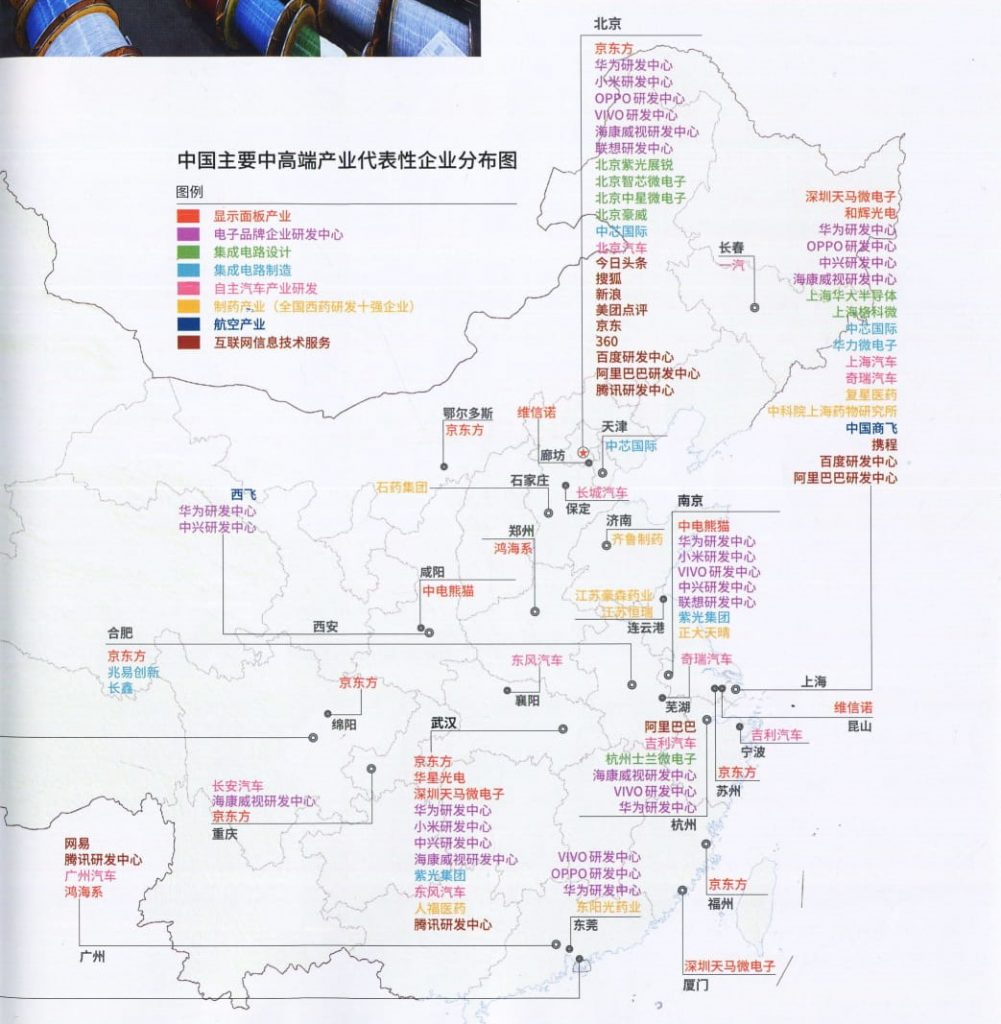 中国主要中高端产业代表性企业分布图
图例
显示面板产业
电子品牌企业研发中心
集成电路设计
集成电路制造
自主汽车产业研发
制药产业（全国西药研发十强企业）
航空产业
互联网信息技术服务
北京
京东方
华为研发中心
小米研发中心
OPPO研发中心
VIVO研发中心
海康威视研发中心
联想研发中心
北京紫光展锐
北京智芯微电子
北京中星微电子
北京豪威
中芯国际
北京汽车
今日头条
搜狐
新浪
美团点评
京东
360
百度研发中心
阿里巴巴研发中心
腾讯研发中心
长春
一汽
深圳天马微电子
和辉光电
华为研发中心
OPPO研发中心
中兴研发中心
海康威视研发中心
上海华大半导体
上海格科微
中芯国际
华力微电子
上海汽车
奇瑞汽车
复星医药
中科院上海药物研究所
中国商飞
携程
百度研发中心
阿里巴巴研发中心
上海
鄂尔多斯
京东方
维信诺
廊坊
天津
中芯国际
石药集团
石家庄
长城汽车
保定
西飞
华为研发中心
中兴研发中心
西安
郑州
鸿海系
济南
齐鲁制药
南京
中电熊猫
华为研发中心
小米研发中心
VIVO研发中心
中兴研发中心
联想研发中心
紫光集团
正大天晴
咸阳
中电熊猫
江苏豪森药业
江苏恒瑞
连云港
合肥
京东方
兆易创新
长鑫
京东方
绵阳
东风汽车
襄阳
奇瑞汽车
芜湖
维信诺
昆山
吉利汽车
宁波
京东方
苏州
武汉
京东方
华星光电
深圳天马微电子
华为研发中心
小米研发中心
中兴研发中心
海康威视研发中心
紫光集团
东风汽车
人福医药
腾讯研发中心
阿里巴巴
吉利汽车
杭州士兰微电子
海康威视研发中心
VIVO研发中心
华为研发中心
杭州
长安汽车
海康威视研发中心
京东方
重庆
网易
腾讯研发中心
广州汽车
鸿海系
广州
VIVO研发中心
OPPO研发中心
华为研发中心
东阳光药业
东莞
京东方
福州
深圳天马微电子
厦门